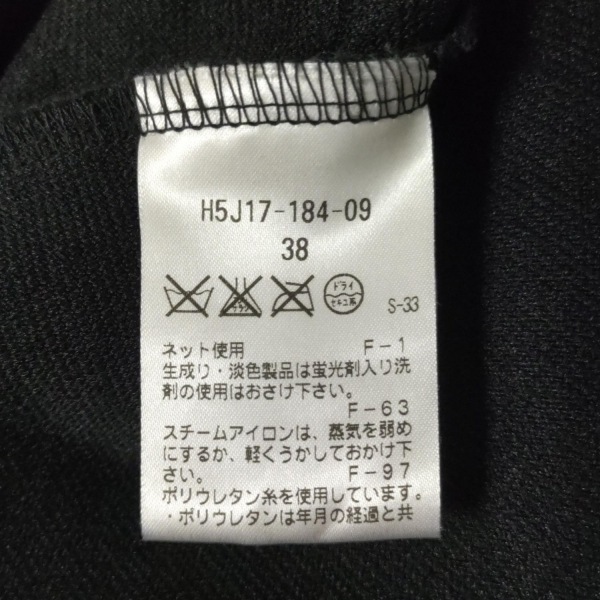 H5J17-184-09
38
ドライ
セキユ系
S-33
ネット使用 F-1
生成り・淡色製品は蛍光剤入り洗
剤の使用はおさけ下さい。
F-63
スチームアイロンは、蒸気を弱め
にするか、軽くうかしておかけ下
さい。 F-97
ポリウレタン糸を使用しています。
・ポリウレタンは年月の経過と共